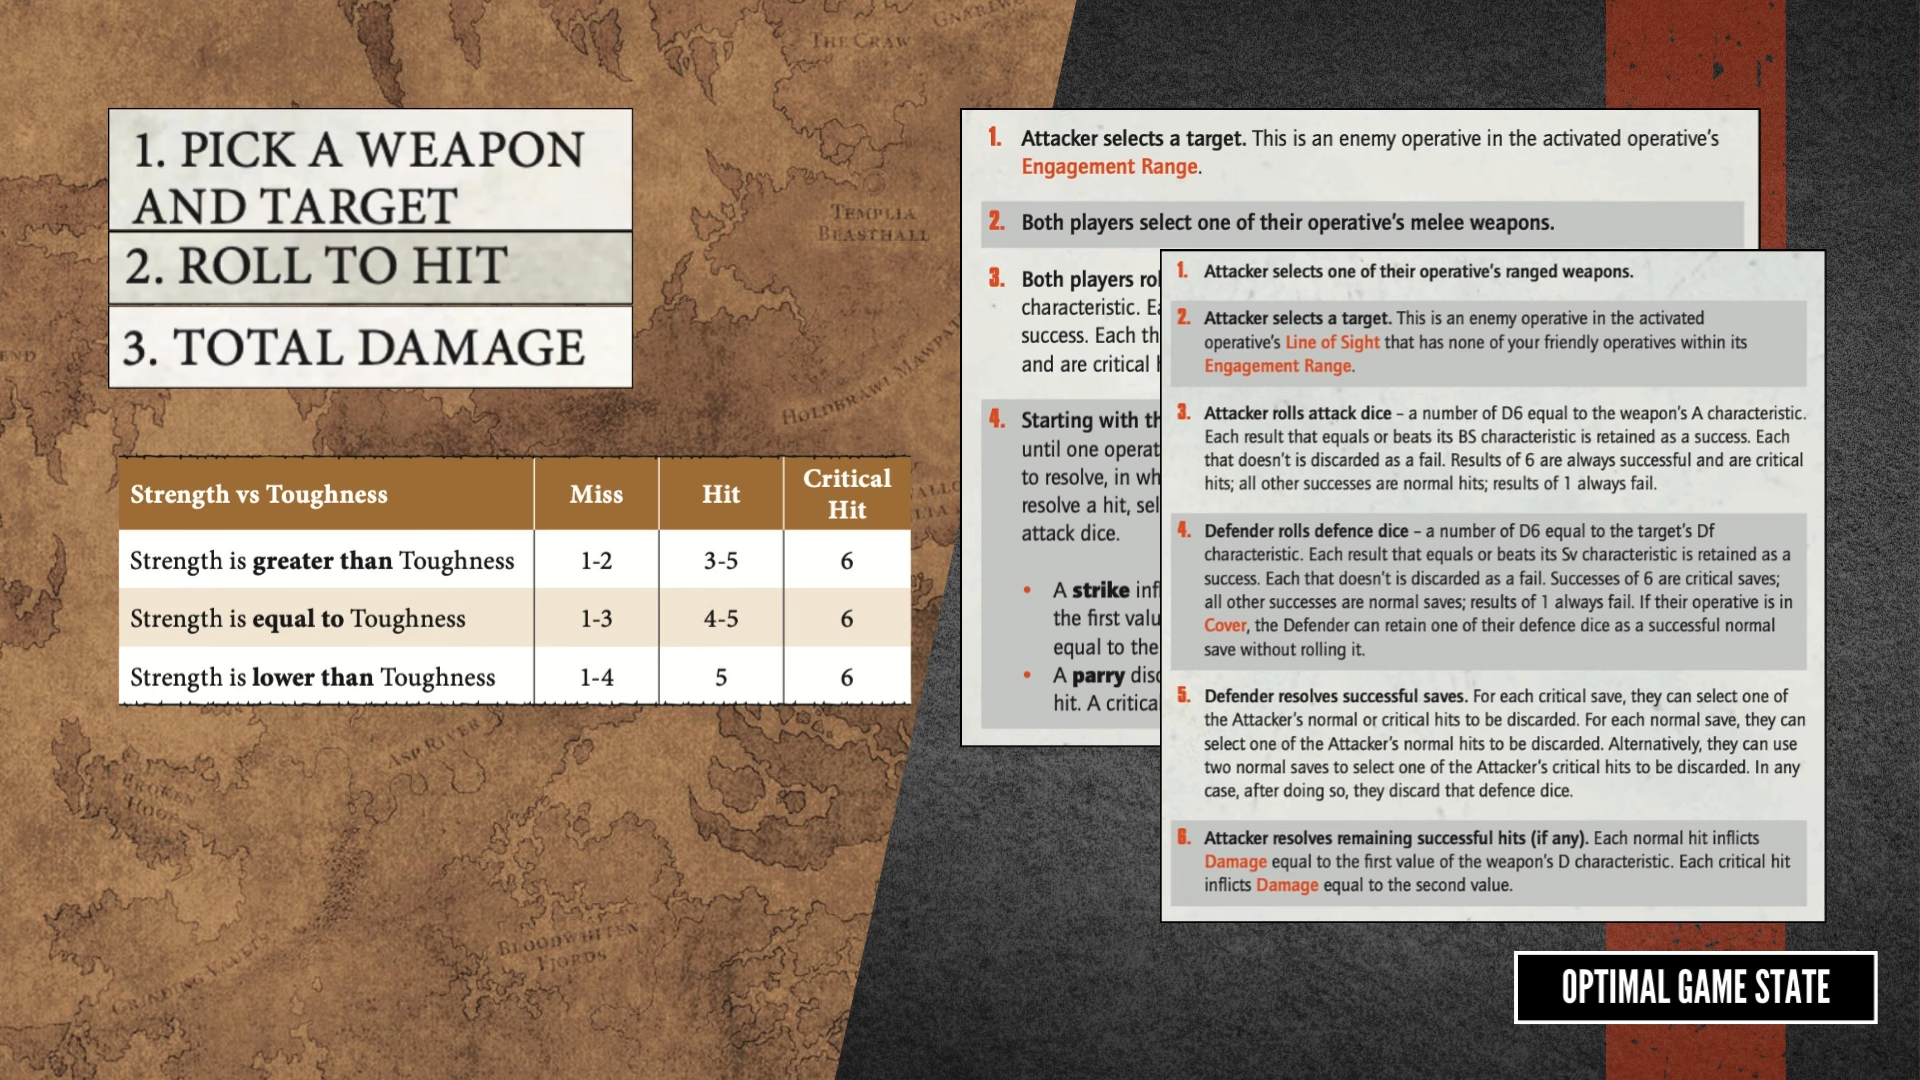 1. PICK A WEAPON
AND TARGET
2. ROLL TO HIT
3. TOTAL DAMAGE
Strength vs Toughness Miss Hit Critical Hit
Strength is greater than Toughness 1-2 3-5 6
Strength is equal to Toughness 1-3 4-5 6
Strength is lower than Toughness 1-4 5 6
THE CRAW
TEMPLIA
BEASTHALL
ASP RIVER
BROKEN
HOOF
FJORDS
1. Attacker selects a target. This is an enemy operative in the activated operative's
Engagement Range.
2. Both players select one of their operative's melee weapons.
3. Both players rol
characteristic. Ea
success. Each th
and are critical h
4. Starting with th
until one operat
to resolve, in wh
resolve a hit, sel
attack dice.
• A strike infl
the first valu
equal to the
• A parry disc
hit. A critica
1. Attacker selects one of their operative's ranged weapons.
2. Attacker selects a target. This is an enemy operative in the activated
operative's Line of Sight that has none of your friendly operatives within its
Engagement Range.
3. Attacker rolls attack dice – a number of D6 equal to the weapon's A characteristic.
Each result that equals or beats its BS characteristic is retained as a success. Each
that doesn't is discarded as a fail. Results of 6 are always successful and are critical
hits; all other successes are normal hits; results of 1 always fail.
4. Defender rolls defence dice – a number of D6 equal to the target's Df
characteristic. Each result that equals or beats its Sv characteristic is retained as a
success. Each that doesn't is discarded as a fail. Successes of 6 are critical saves;
all other successes are normal saves; results of 1 always fail. If their operative is in
Cover, the Defender can retain one of their defence dice as a successful normal
save without rolling it.
5. Defender resolves successful saves. For each critical save, they can select one of
the Attacker's normal or critical hits to be discarded. For each normal save, they can
select one of the Attacker's normal hits to be discarded. Alternatively, they can use
two normal saves to select one of the Attacker's critical hits to be discarded. In any
case, after doing so, they discard that defence dice.
6. Attacker resolves remaining successful hits (if any). Each normal hit inflicts
Damage equal to the first value of the weapon's D characteristic. Each critical hit
inflicts Damage equal to the second value.
OPTIMAL GAME STATE